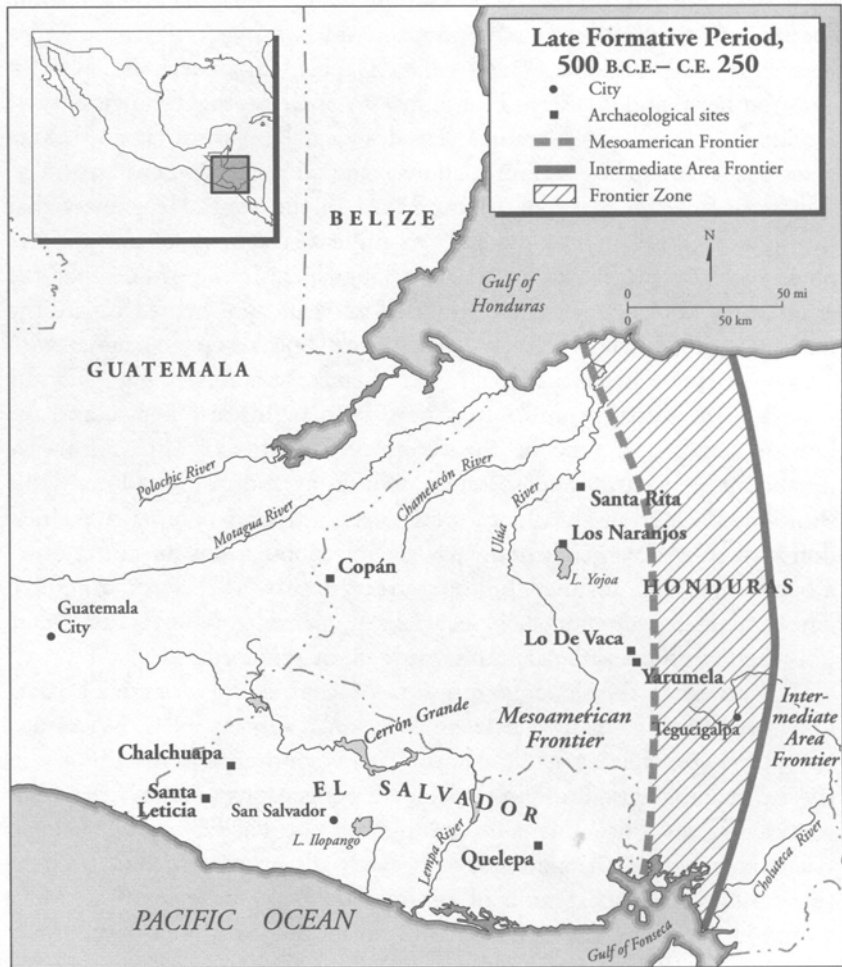 Late Formative Period,
500 B.C.E.– C.E. 250
City
Archaeological sites
Mesoamerican Frontier
Intermediate Area Frontier
Frontier Zone
BELIZE
N
Gulf of
Honduras
0 50 mi
0 50 km
GUATEMALA
Polochic River
Motagua River
Chamelecón River
Ulúa River
Santa Rita
Los Naranjos
L. Yojoa
Copán
HONDURAS
Guatemala
City
Lo De Vaca
Yarumela
Mesoamerican
Frontier
Tegucigalpa
Inter-
mediate
Area
Frontier
Cerrón Grande
Chalchuapa
Santa
Leticia
EL SALVADOR
San Salvador
L. Ilopango
Lempa River
Quelepa
Choluteca River
PACIFIC OCEAN
Gulf of Fonseca